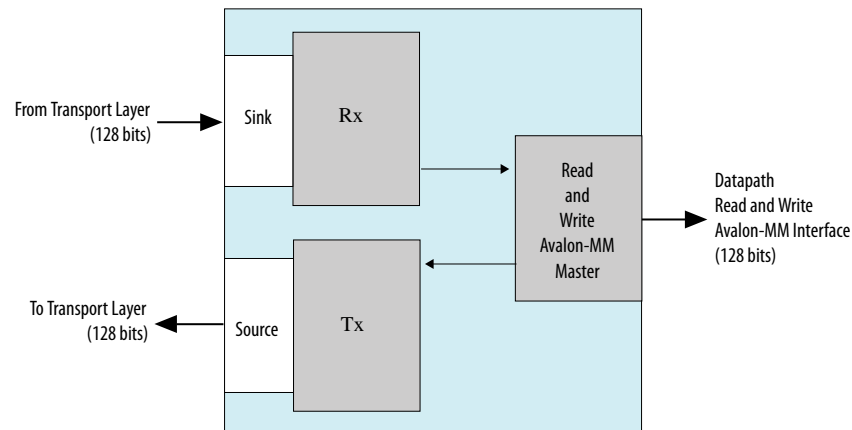 From Transport Layer
(128 bits)
Sink
Rx
Read
and
Write
Avalon-MM
Master
Datapath
Read and Write
Avalon-MM Interface
(128 bits)
To Transport Layer
(128 bits)
Source
Tx